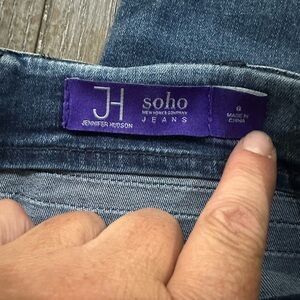 JH
JENNIFER HUDSON
soho
NEW YORK & COMPANY
JEANS
6
MADE IN
CHINA